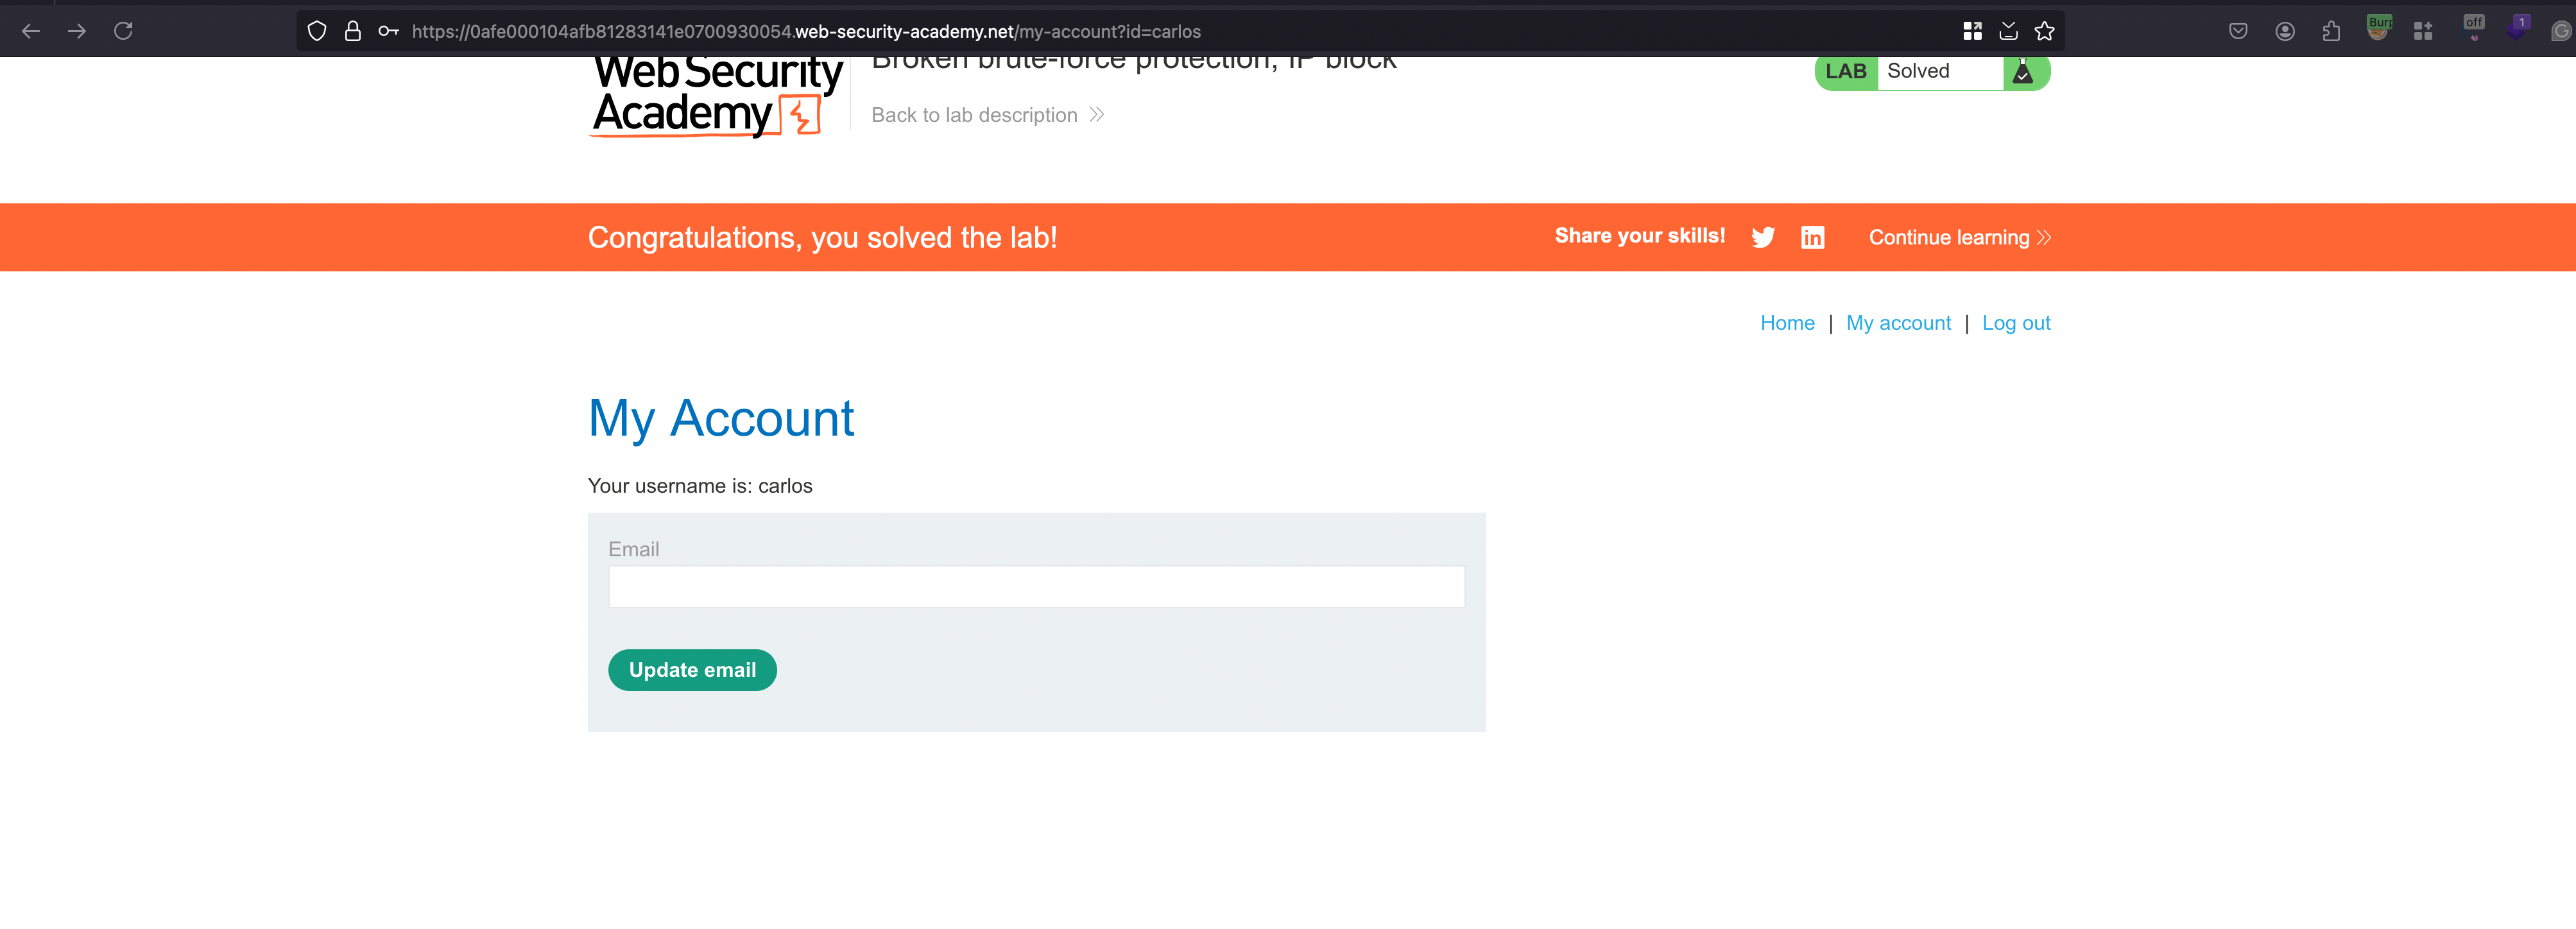 https://0afe000104afb81283141e0700930054.web-security-academy.net/my-account?id=carlos
Burp
off
1
Web Security
Academy
Broken brute-force protection, IP block
Back to lab description
LAB Solved
Congratulations, you solved the lab!
Share your skills!
Continue learning
Home | My account | Log out
My Account
Your username is: carlos
Email
Update email